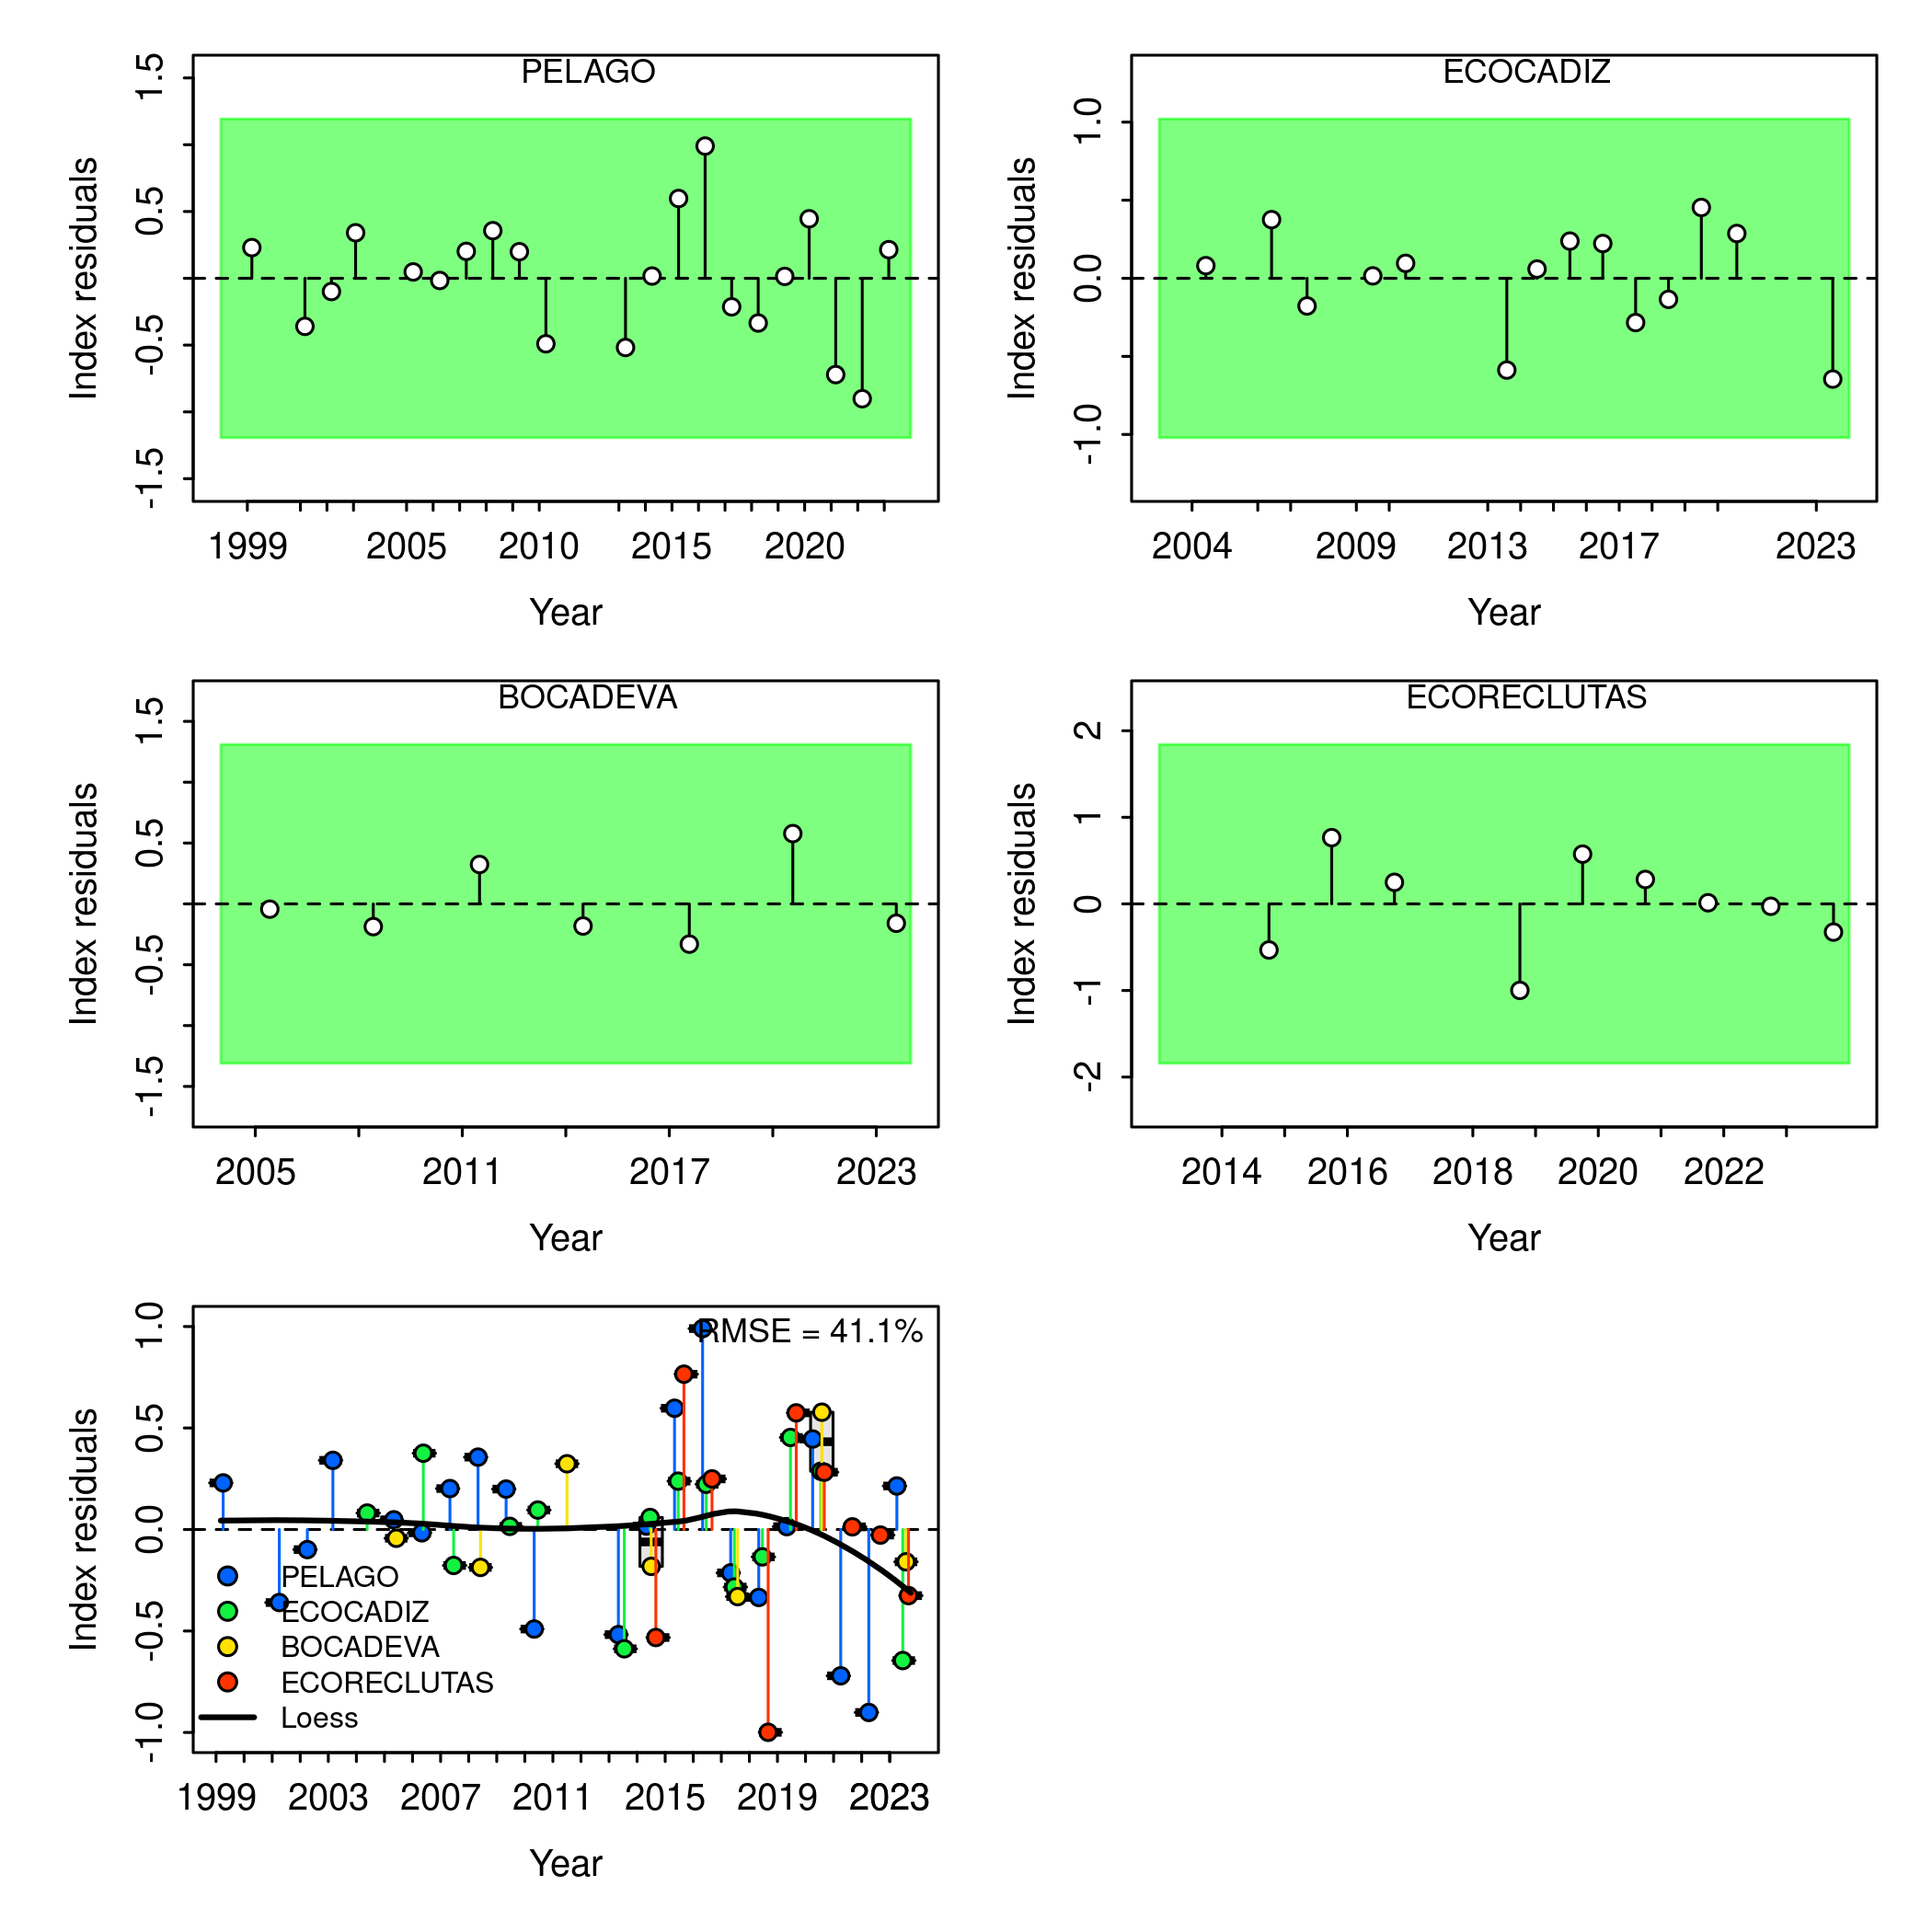 PELAGO
Index residuals
1.5
0.5
-0.5
-1.5
1999 2005 2010 2015 2020
Year
ECOCADIZ
Index residuals
1.0
0.0
-1.0
2004 2009 2013 2017 2023
Year
BOCADEVA
Index residuals
1.5
0.5
-0.5
-1.5
2005 2011 2017 2023
Year
ECORECLUTAS
Index residuals
2
1
0
-1
-2
2014 2016 2018 2020 2022
Year
RMSE = 41.1%
Index residuals
1.0
0.5
0.0
-0.5
-1.0
PELAGO
ECOCADIZ
BOCADEVA
ECORECLUTAS
Loess
1999 2003 2007 2011 2015 2019 2023
Year